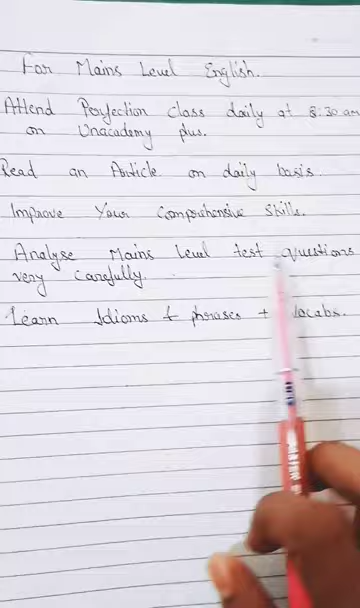 For Mains Level English.
Attend Perfection class daily at 8:30 am
on Unacademy plus.
Read an Article on daily basis.
Improve Your Comprehensive Skills.
Analyse Mains Level test questions
very carefully.
Learn Idioms & phrases + Vocabs.